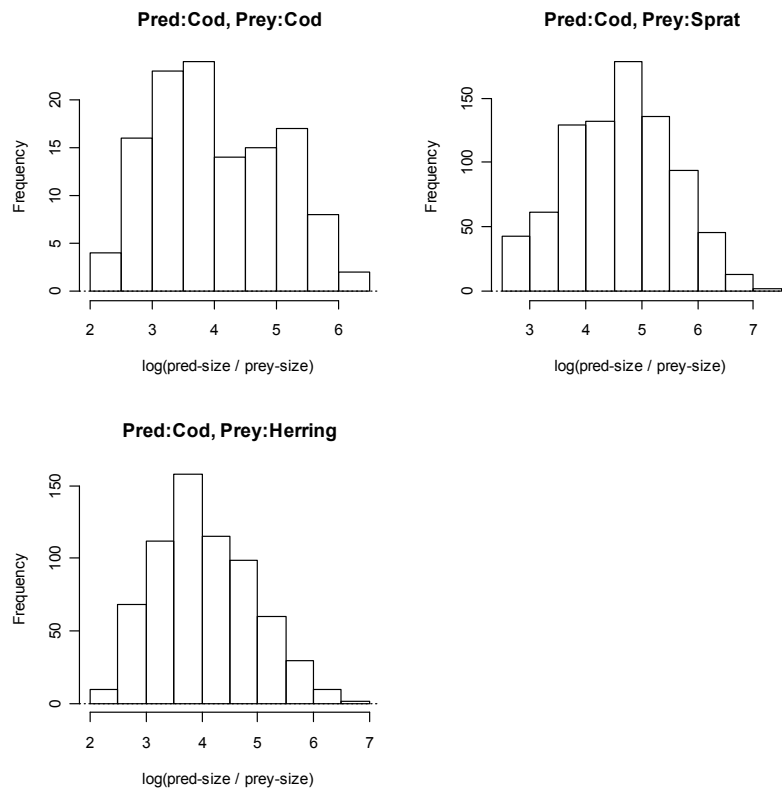 Pred:Cod, Prey:Cod
Frequency
20
15
10
5
0
2 3 4 5 6
log(pred-size / prey-size)
Pred:Cod, Prey:Sprat
Frequency
150
100
50
0
3 4 5 6 7
log(pred-size / prey-size)
Pred:Cod, Prey:Herring
Frequency
150
100
50
0
2 3 4 5 6 7
log(pred-size / prey-size)